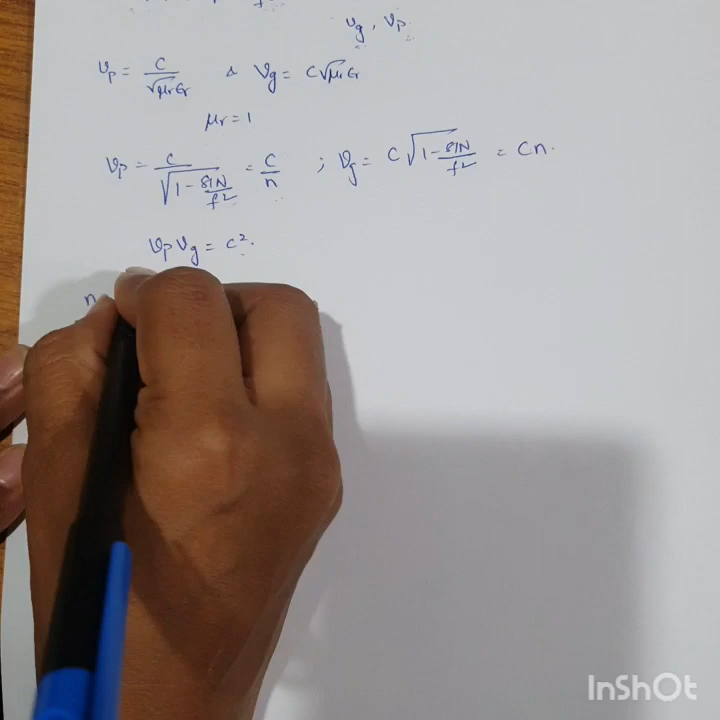 Vg, Vp
Vp = C/√μrεr & Vg = C√μrεr
μr = 1
Vp = C/√(1 - 81N/f²) = C/n ; Vg = C√(1 - 81N/f²) = Cn.
VpVg = C².
n
InShOt